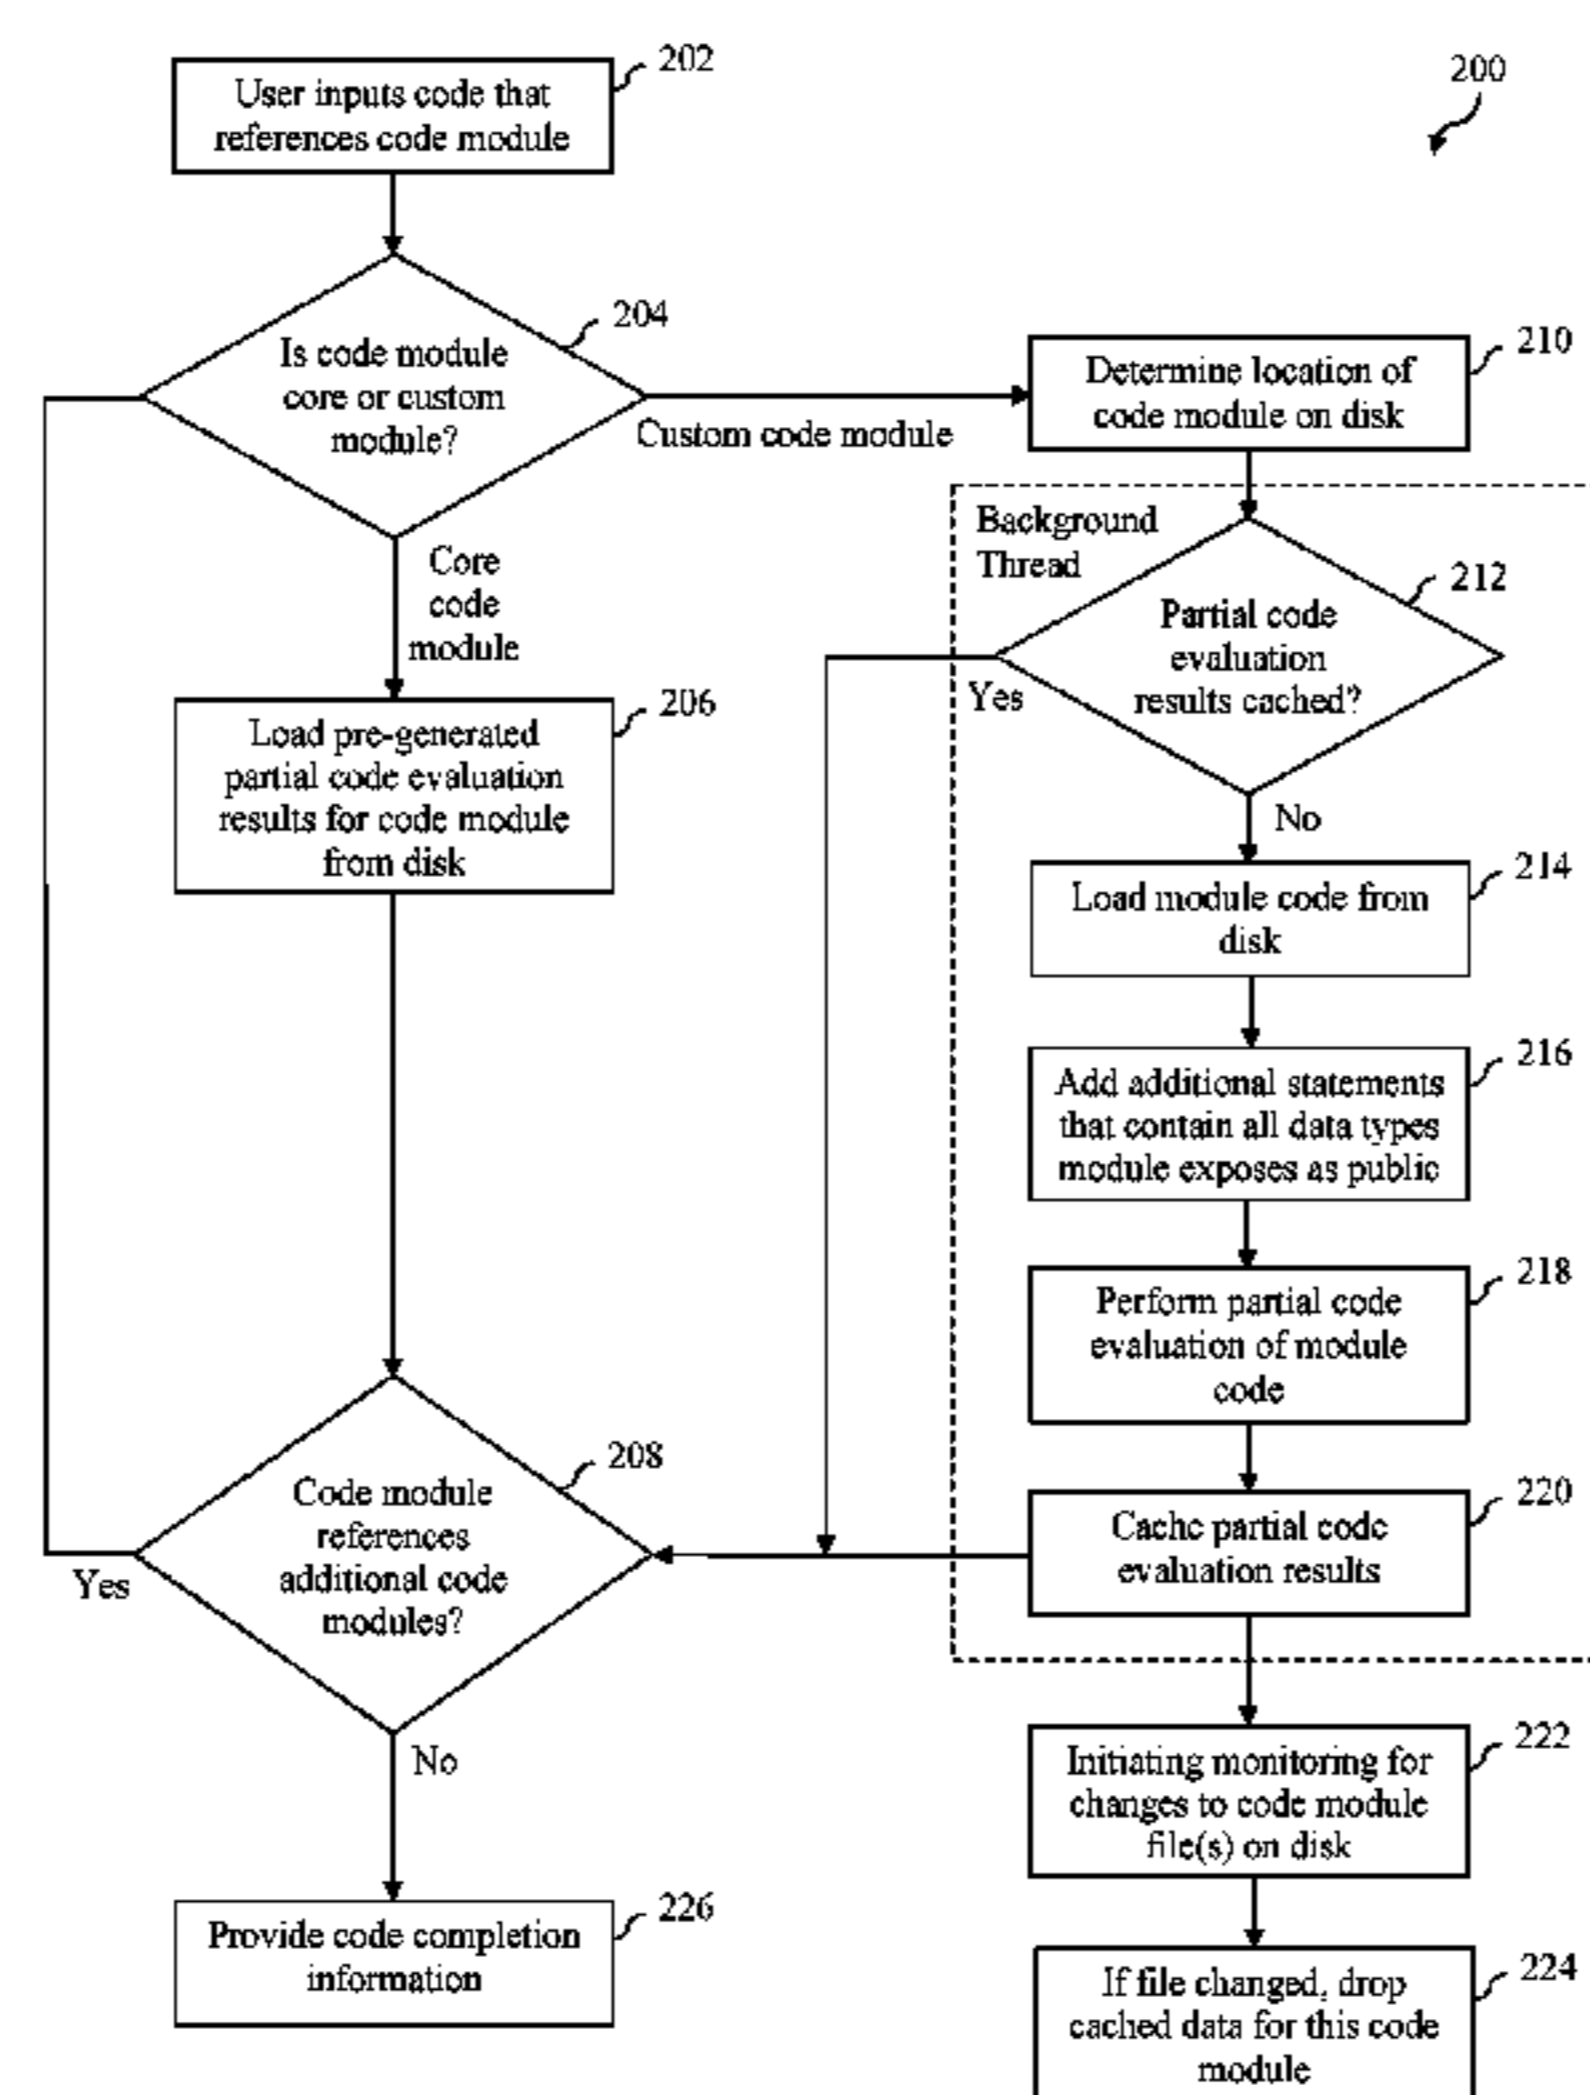 202
User inputs code that
references code module
200
204
Is code module
core or custom
module?
Custom code module
210
Determine location of
code module on disk
Core
code
module
Background
Thread
212
Partial code
evaluation
results cached?
Yes
No
206
Load pre-generated
partial code evaluation
results for code module
from disk
214
Load module code from
disk
216
Add additional statements
that contain all data types
module exposes as public
218
Perform partial code
evaluation of module
code
208
Code module
references
additional code
modules?
Yes
No
220
Cache partial code
evaluation results
222
Initiating monitoring for
changes to code module
file(s) on disk
226
Provide code completion
information
224
If file changed, drop
cached data for this code
module